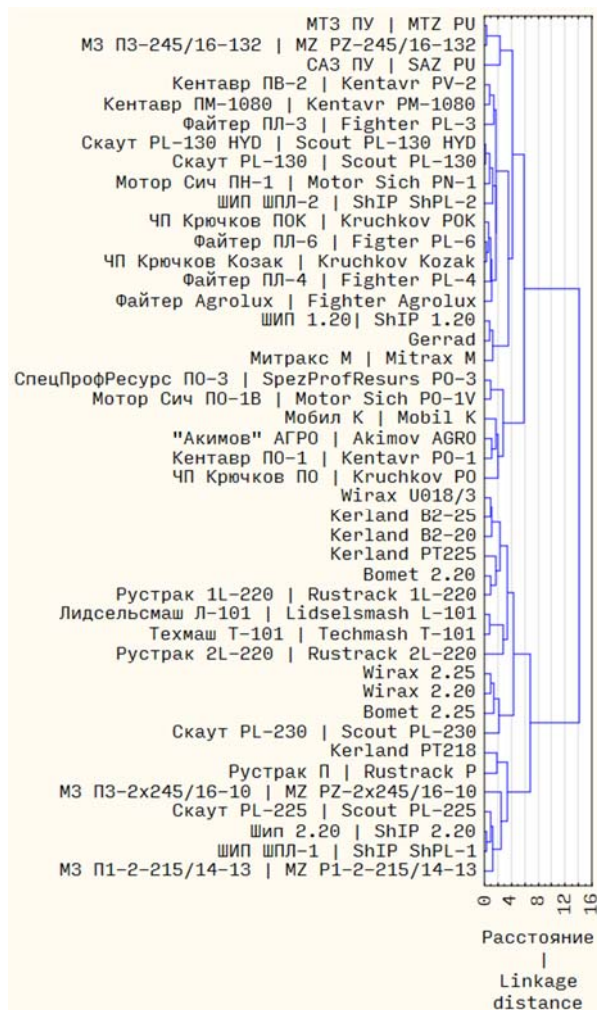 МТЗ ПУ | MTZ PU
МЗ ПЗ-245/16-132 | MZ PZ-245/16-132
САЗ ПУ | SAZ PU
Кентавр ПВ-2 | Kentavr PV-2
Кентавр ПМ-1080 | Kentavr PM-1080
Файтер ПЛ-3 | Fighter PL-3
Скаут PL-130 HYD | Scout PL-130 HYD
Скаут PL-130 | Scout PL-130
Мотор Сич ПН-1 | Motor Sich PN-1
ШИП ШПЛ-2 | ShIP ShPL-2
ЧП Крючков ПОК | Kruchkov POK
Файтер ПЛ-6 | Figter PL-6
ЧП Крючков Козак | Kruchkov Kozak
Файтер ПЛ-4 | Fighter PL-4
Файтер Agrolux | Fighter Agrolux
ШИП 1.20| ShIP 1.20
Gerrad
Митракс М | Mitrax M
СпецПрофРесурс ПО-3 | SpezProfResurs PO-3
Мотор Сич ПО-1В | Motor Sich PO-1V
Мобил К | Mobil K
"Акимов" АГРО | Akimov AGRO
Кентавр ПО-1 | Kentavr PO-1
ЧП Крючков ПО | Kruchkov PO
Wirax U018/3
Kerland B2-25
Kerland B2-20
Kerland PT225
Bomet 2.20
Рустрак 1L-220 | Rustrack 1L-220
Лидсельсмаш Л-101 | Lidselsmash L-101
Техмаш Т-101 | Techmash T-101
Рустрак 2L-220 | Rustrack 2L-220
Wirax 2.25
Wirax 2.20
Bomet 2.25
Скаут PL-230 | Scout PL-230
Kerland PT218
Рустрак П | Rustrack P
МЗ ПЗ-2x245/16-10 | MZ PZ-2x245/16-10
Скаут PL-225 | Scout PL-225
Шип 2.20 | ShIP 2.20
ШИП ШПЛ-1 | ShIP ShPL-1
МЗ П1-2-215/14-13 | MZ P1-2-215/14-13
0 4 8 12 16
Расстояние
|
Linkage
distance